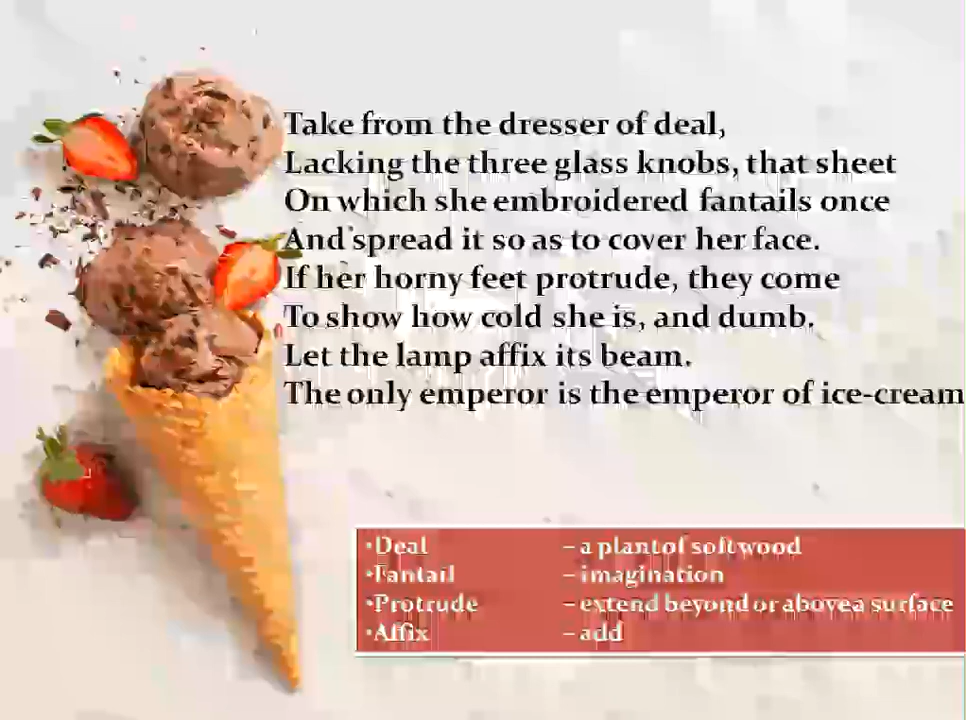 Take from the dresser of deal,
Lacking the three glass knobs, that sheet
On which she embroidered fantails once
And spread it so as to cover her face.
If her horny feet protrude, they come
To show how cold she is, and dumb.
Let the lamp affix its beam.
The only emperor is the emperor of ice-cream
•Deal – a plant of softwood
•Fantail – imagination
•Protrude – extend beyond or above a surface
•Affix – add